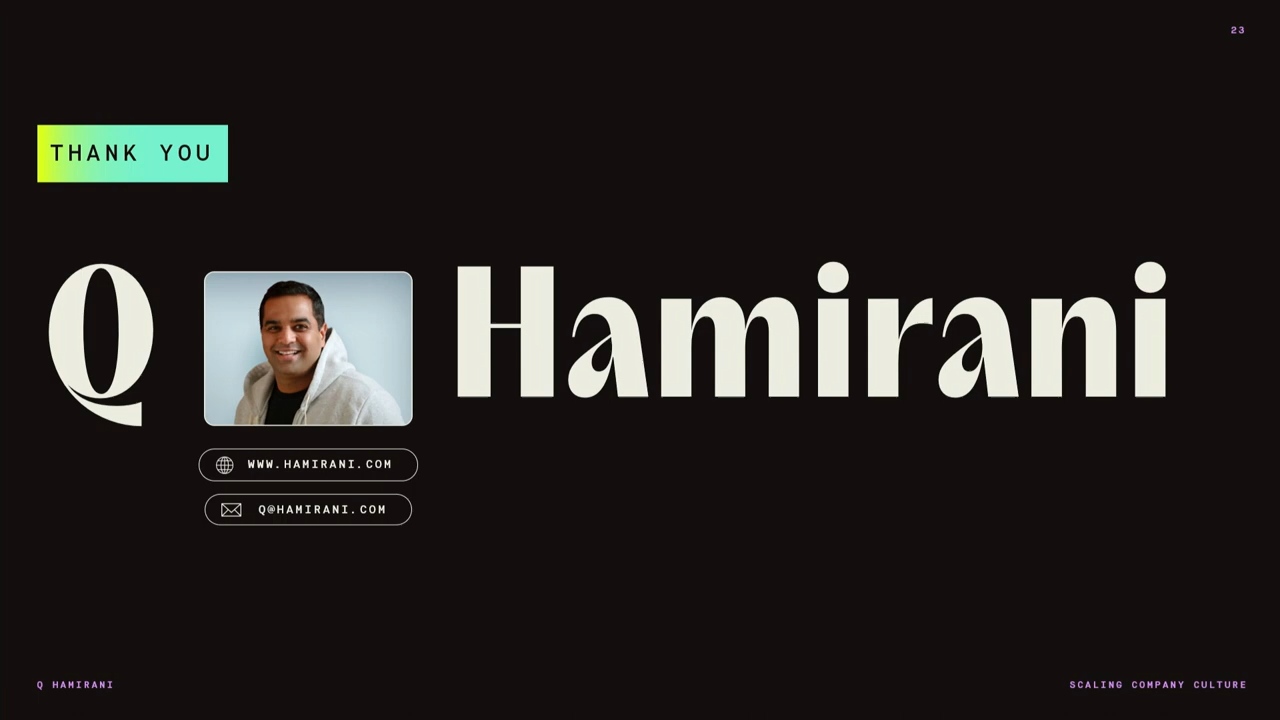 23
THANK YOU
Q Hamirani
WWW.HAMIRANI.COM
Q@HAMIRANI.COM
Q HAMIRANI
SCALING COMPANY CULTURE